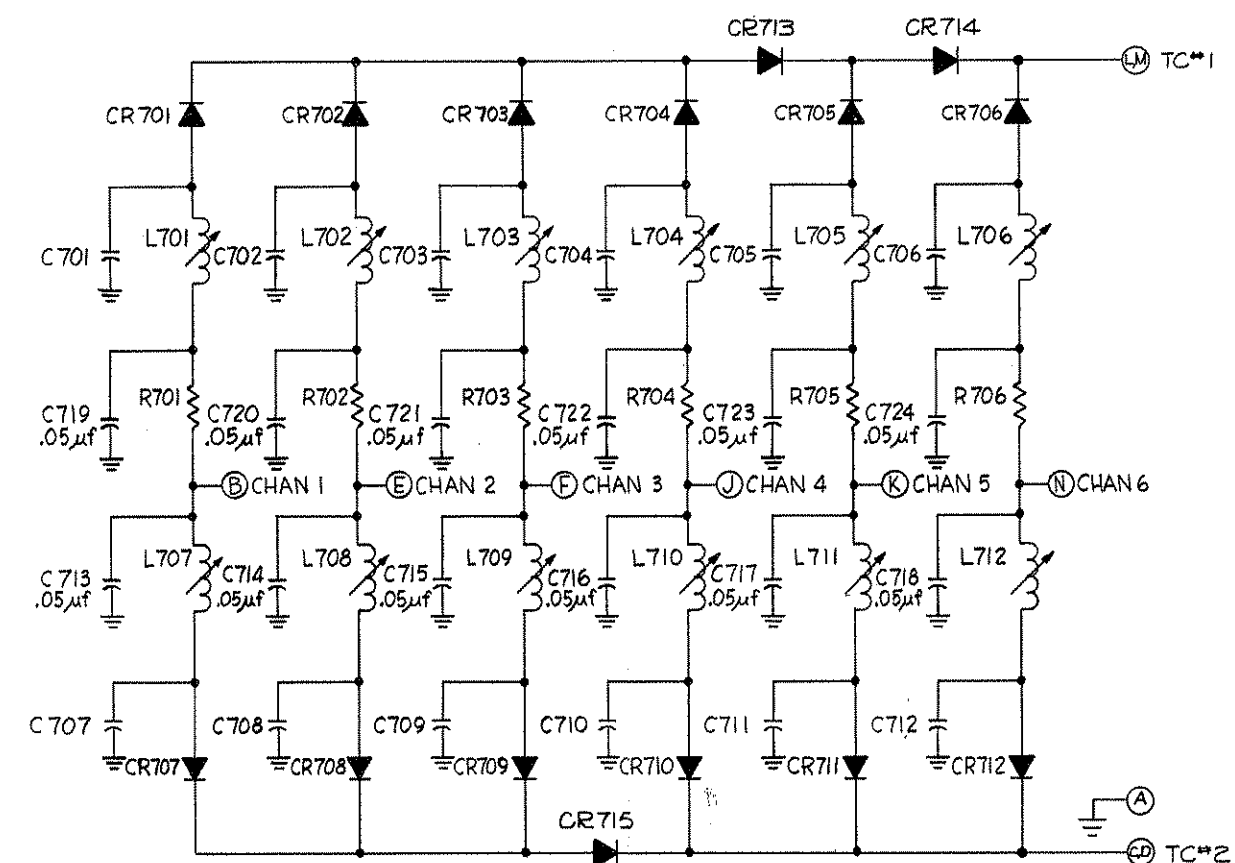 CR713 CR714
L,M TC#1
CR701 CR702 CR703 CR704 CR705 CR706
C701 L701 C702 L702 C703 L703 C704 L704 C705 L705 C706 L706
R701 R702 R703 R704 R705 R706
C719 C720 C721 C722 C723 C724
.05µf .05µf .05µf .05µf .05µf .05µf
B CHAN 1 E CHAN 2 F CHAN 3 J CHAN 4 K CHAN 5 N CHAN 6
L707 L708 L709 L710 L711 L712
C713 C714 C715 C716 C717 C718
.05µf .05µf .05µf .05µf .05µf .05µf
C707 C708 C709 C710 C711 C712
CR707 CR708 CR709 CR710 CR711 CR712
A
CR715
C,D TC#2